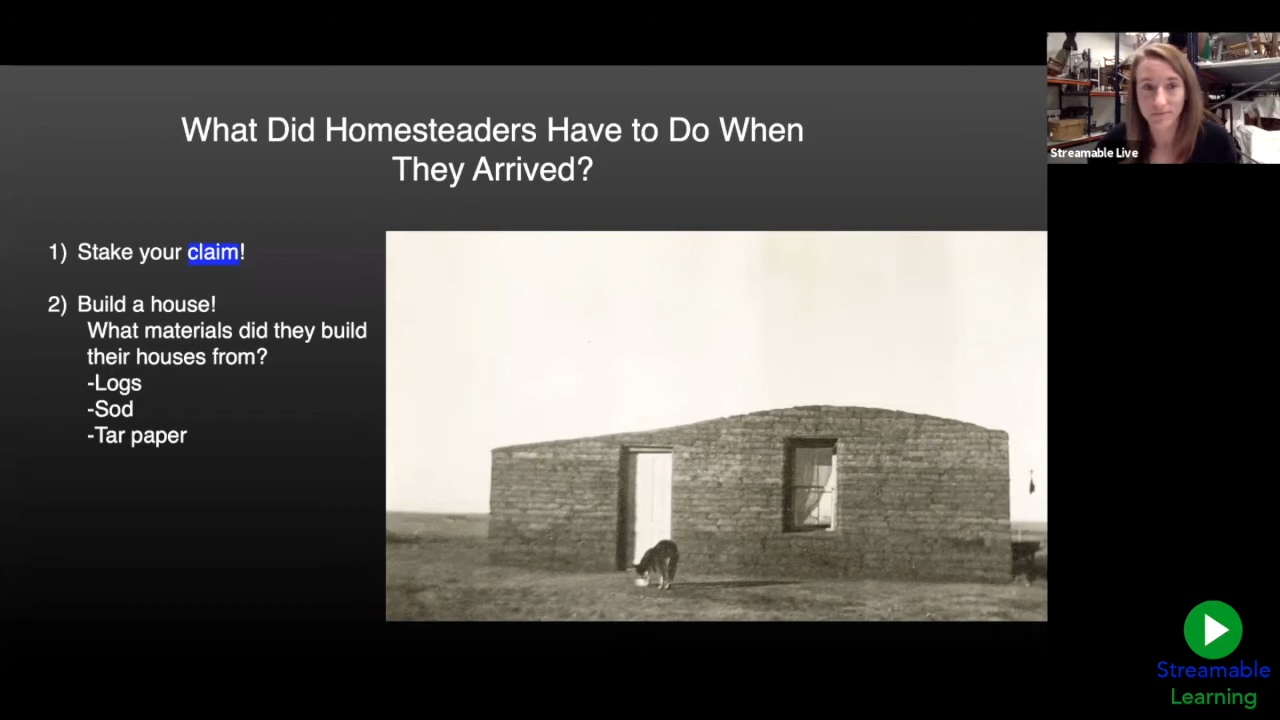 What Did Homesteaders Have to Do When
They Arrived?
1) Stake your claim!
2) Build a house!
What materials did they build
their houses from?
-Logs
-Sod
-Tar paper
Streamable Live
Streamable
Learning